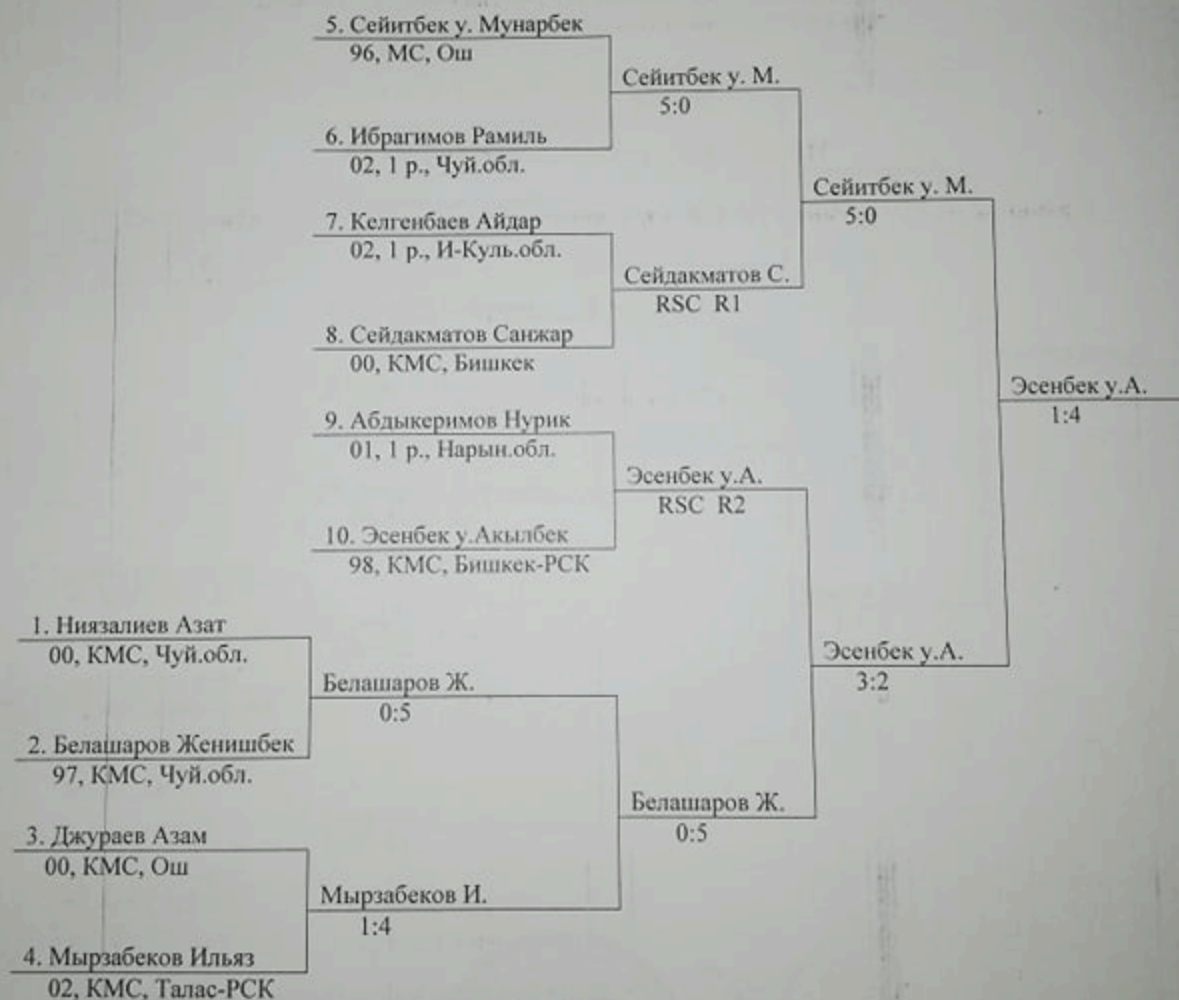 5. Сейитбек у. Мунарбек
96, МС, Ош
Сейитбек у. М.
5:0
6. Ибрагимов Рамиль
02, 1 р., Чуй.обл.
Сейитбек у. М.
5:0
7. Келгенбаев Айдар
02, 1 р., И-Куль.обл.
Сейдакматов С.
RSC R1
8. Сейдакматов Санжар
00, КМС, Бишкек
Эсенбек у.А.
1:4
9. Абдыкеримов Нурик
01, 1 р., Нарын.обл.
Эсенбек у.А.
RSC R2
10. Эсенбек у.Акылбек
98, КМС, Бишкек-РСК
1. Ниязалиев Азат
00, КМС, Чуй.обл.
Эсенбек у.А.
3:2
Белашаров Ж.
0:5
2. Белашаров Женишбек
97, КМС, Чуй.обл.
Белашаров Ж.
0:5
3. Джураев Азам
00, КМС, Ош
Мырзабеков И.
1:4
4. Мырзабеков Ильяз
02, КМС, Талас-РСК